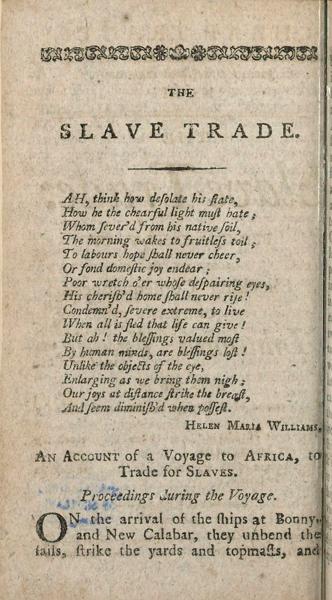 THE
SLAVE TRADE.
AH, think how desolate his state,
How he the chearful light must hate;
Whom sever'd from his native soil,
The morning wakes to fruitless toil;
To labours hope shall never cheer,
Or fond domestic joy endear;
Poor wretch o'er whose despairing eyes,
His cherish'd home shall never rise!
Condemn'd, severe extreme, to live
When all is fled that life can give!
But ah! the blessings valued most
By human minds, are blessings lost!
Unlike the objects of the eye,
Enlarging as we bring them nigh;
Our joys at distance strike the breast,
And seem diminish'd when possest.
HELEN MARIA WILLIAMS.
AN ACCOUNT of a Voyage to AFRICA, to
Trade for SLAVES.
Proceedings during the Voyage.
ON the arrival of the ships at Bonny,
and New Calabar, they unbend the
sails, strike the yards and topmasts, and